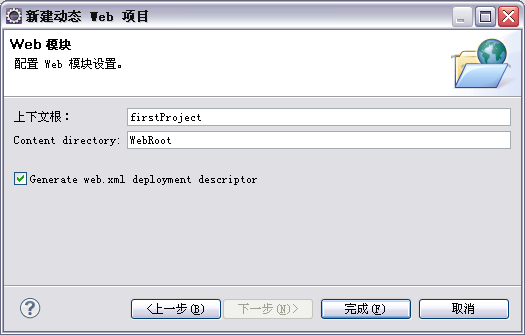 新建动态 Web 项目
Web 模块
配置 Web 模块设置。
上下文根： firstProject
Content directory: WebRoot
Generate web.xml deployment descriptor
? <上一步(B) 下一步(N)> 完成(F) 取消